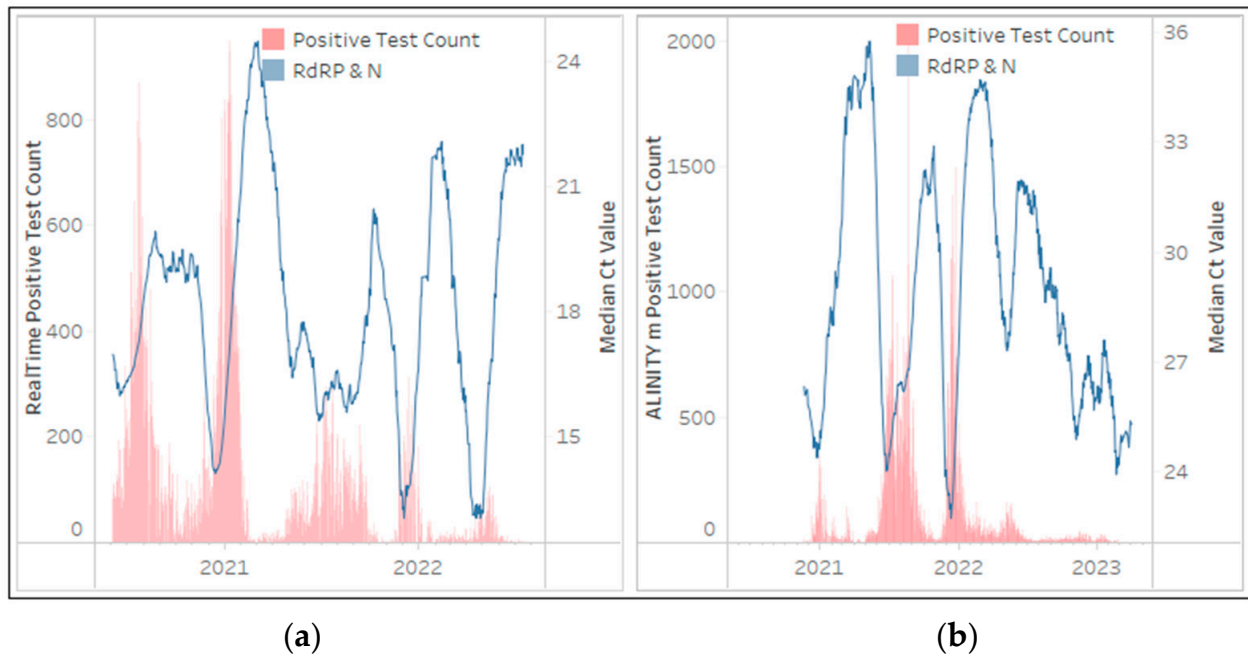 Positive Test Count
RdRP & N
RealTime Positive Test Count
800
600
400
200
0
24
21
18
15
Median Ct Value
2021
2022
(a)
Positive Test Count
RdRP & N
ALINITY m Positive Test Count
2000
1500
1000
500
0
36
33
30
27
24
Median Ct Value
2021
2022
2023
(b)